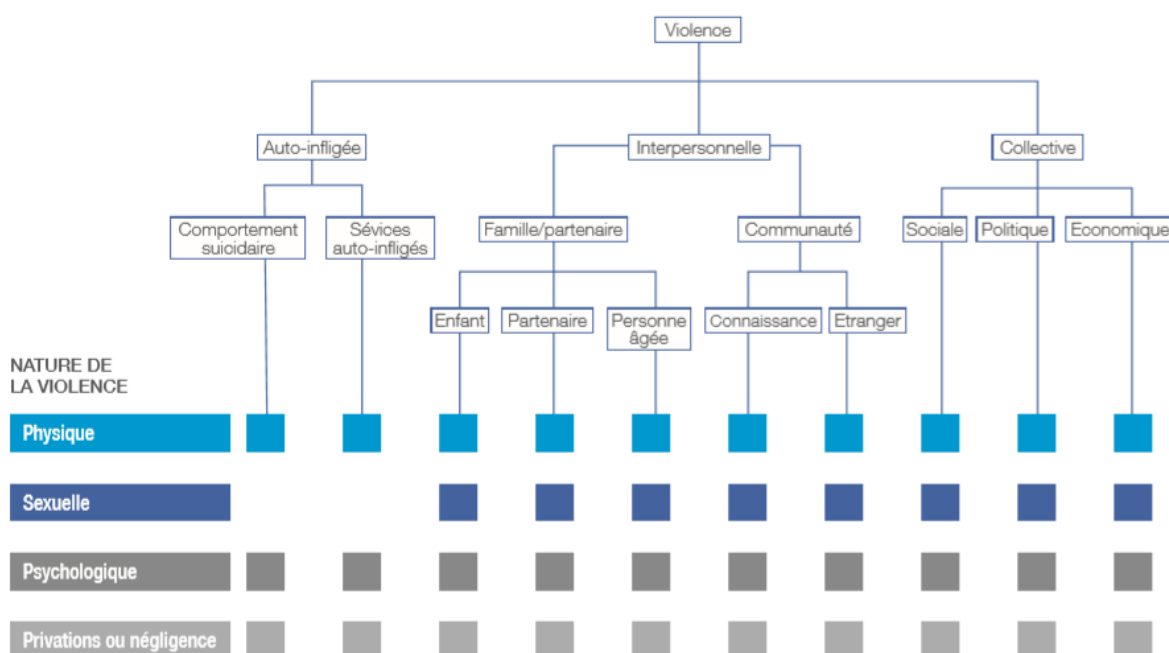 Violence
Auto-infligée
Interpersonnelle
Collective
Comportement
suicidaire
Sévices
auto-infligés
Famille/partenaire
Communauté
Sociale
Politique
Economique
Enfant
Partenaire
Personne
âgée
Connaissance
Etranger
NATURE DE
LA VIOLENCE
Physique
Sexuelle
Psychologique
Privations ou négligence